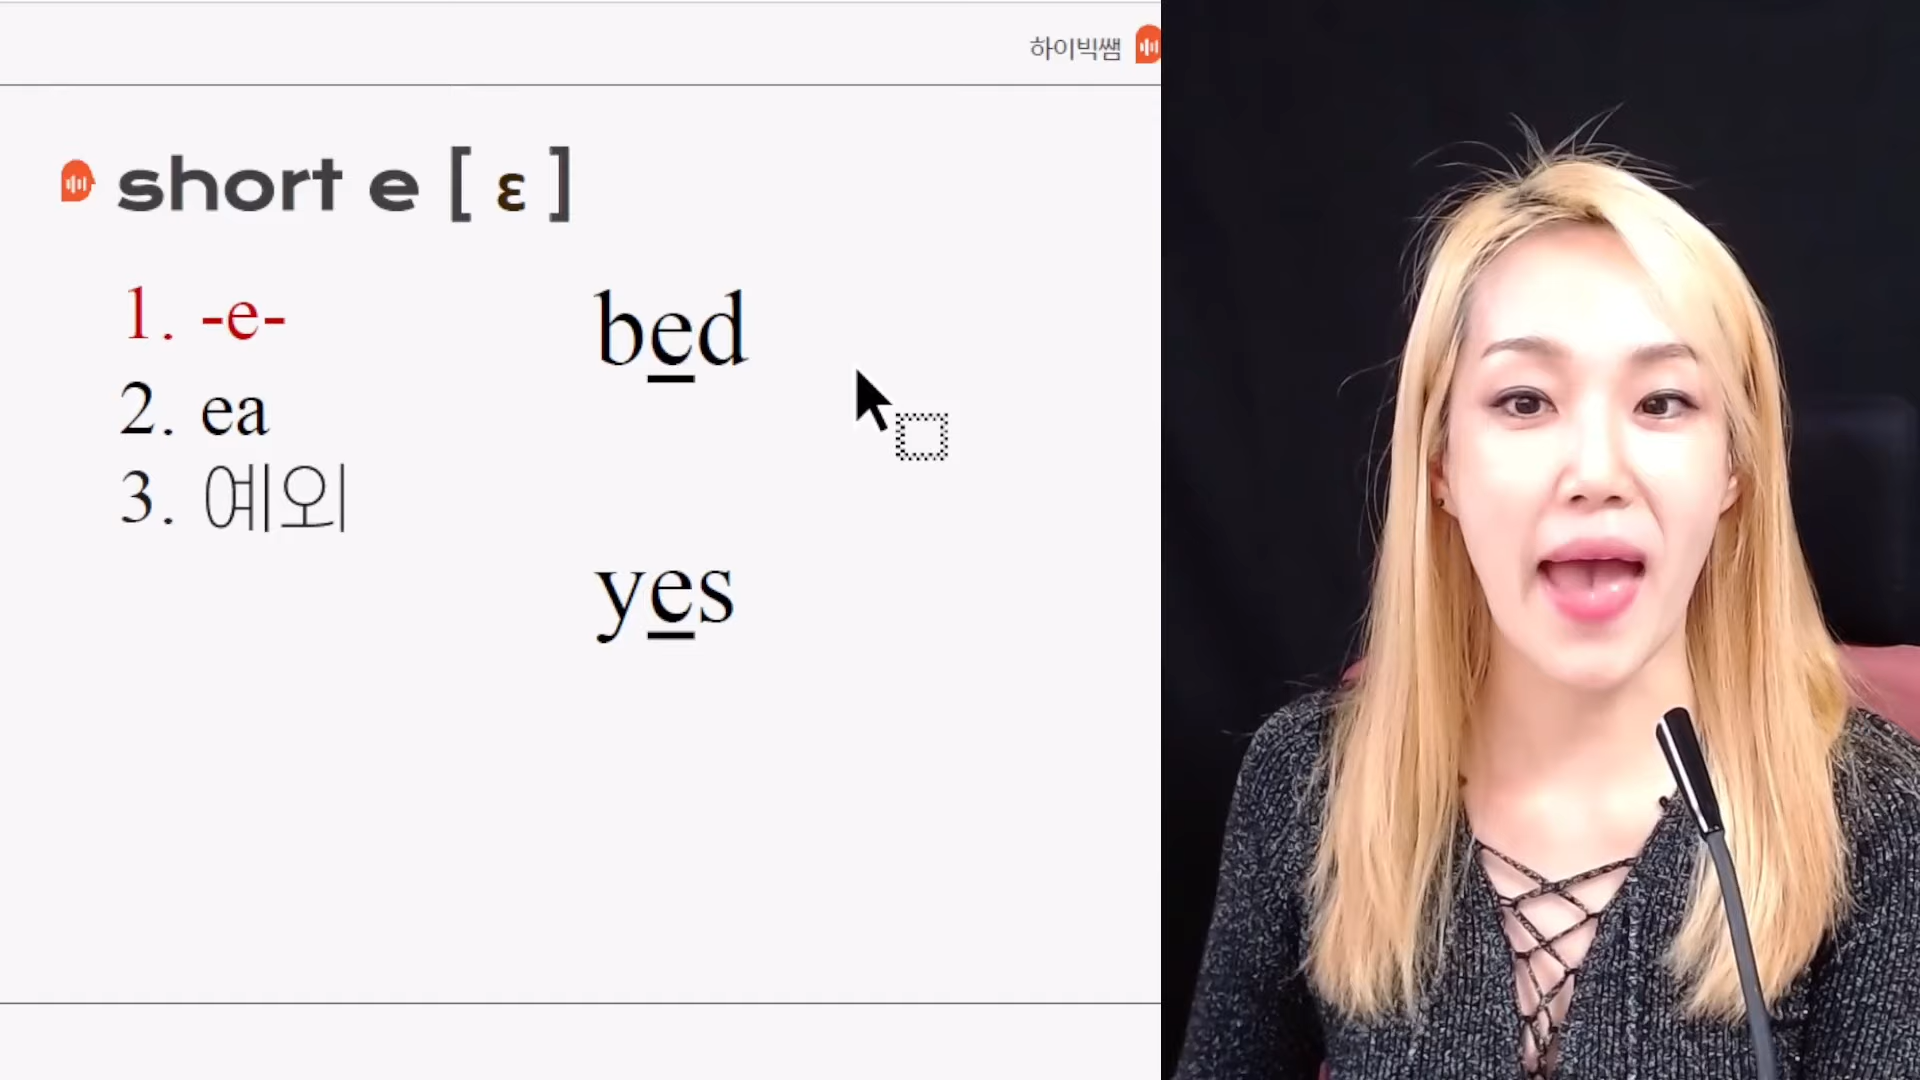 하이빅쌤
short e [ ɛ ]
1. -e-
2. ea
3. 예외
bed
yes